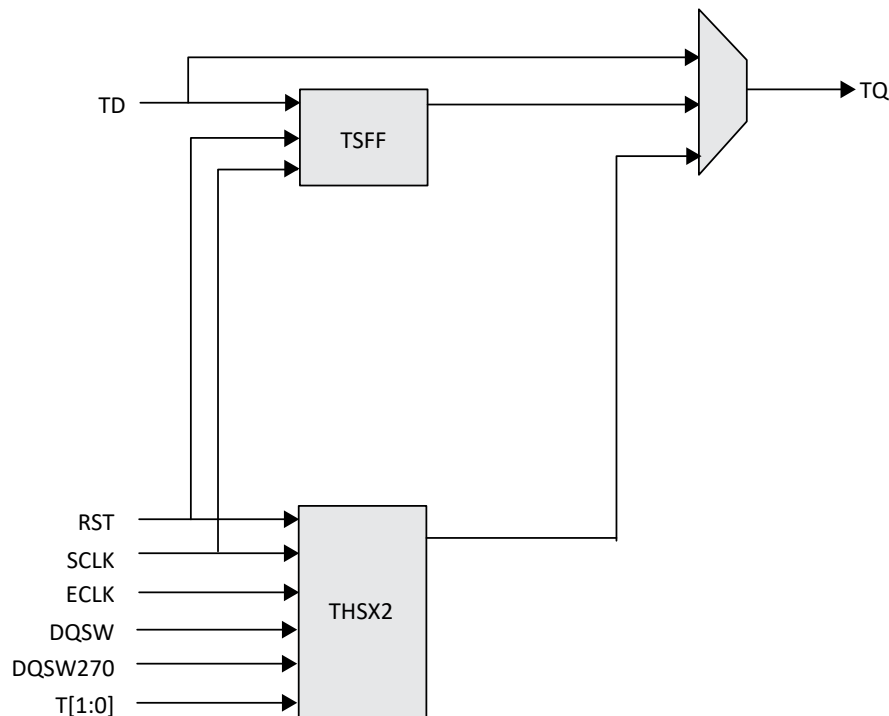 TD
TSFF
TQ
RST
SCLK
ECLK
DQSW
DQSW270
T[1:0]
THSX2